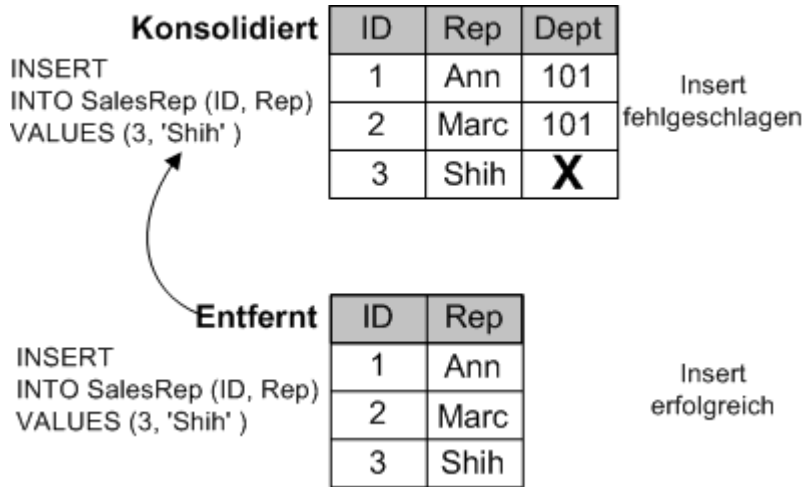 Konsolidiert
ID Rep Dept
1 Ann 101
2 Marc 101
3 Shih X
INSERT
INTO SalesRep (ID, Rep)
VALUES (3, 'Shih' )
Insert
fehlgeschlagen
Entfernt
ID Rep
1 Ann
2 Marc
3 Shih
INSERT
INTO SalesRep (ID, Rep)
VALUES (3, 'Shih' )
Insert
erfolgreich